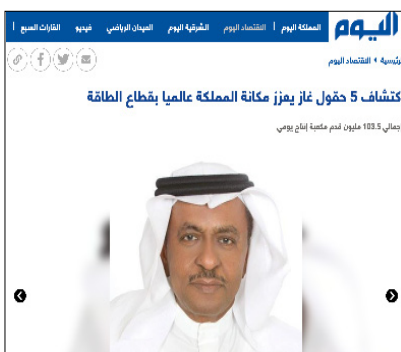 اليوم
المملكة اليوم | الاقتصاد اليوم الشرقية اليوم الميدان الرياضي فيديو القارات السبع |
رئيسية الاقتصاد اليوم
كتشاف 5 حقول غاز يعزز مكانة المملكة عالميا بقطاع الطاقة
جمالي 103.5 مليون قدم مكعبة إنتاج يومي